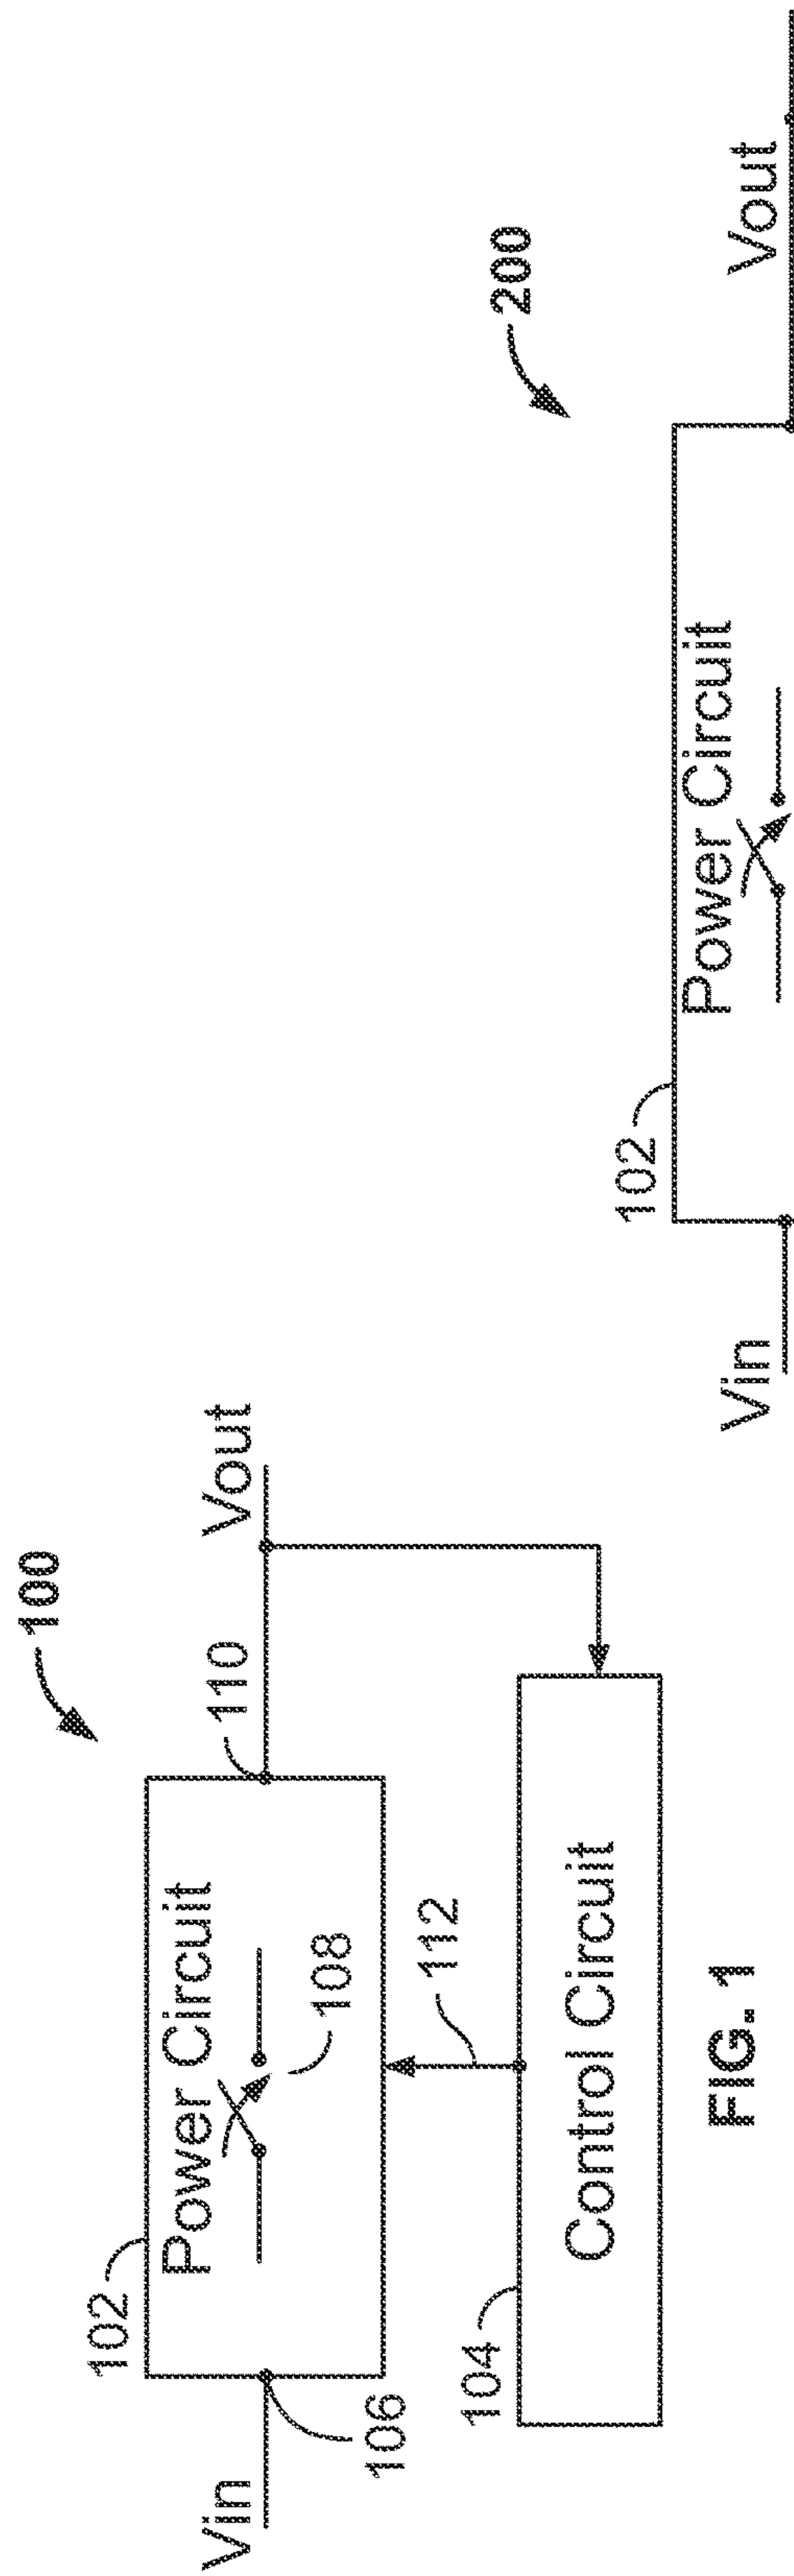 100
102
Power Circuit
108
Vin
106
110
Vout
112
104
Control Circuit
FIG. 1
200
102
Power Circuit
Vin
Vout